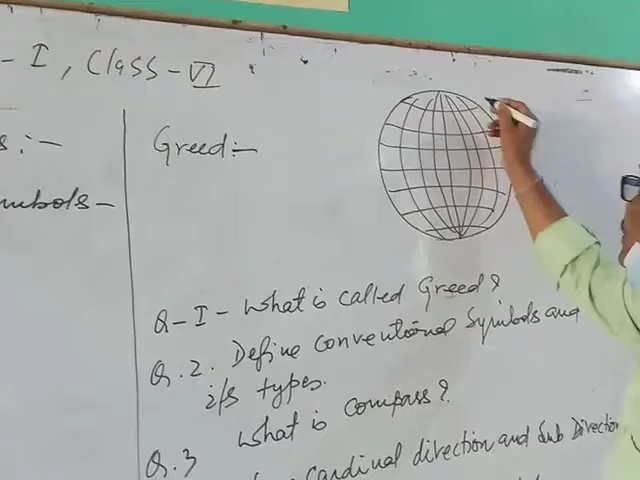 - I, Class-VI
s:-
mbols-
Greed:-
Q-I- What is called Greed?
Q.2. Define Conventional Symbols and
it's types.
Q.3 What is Compass?
Cardinal direction and Sub Direction